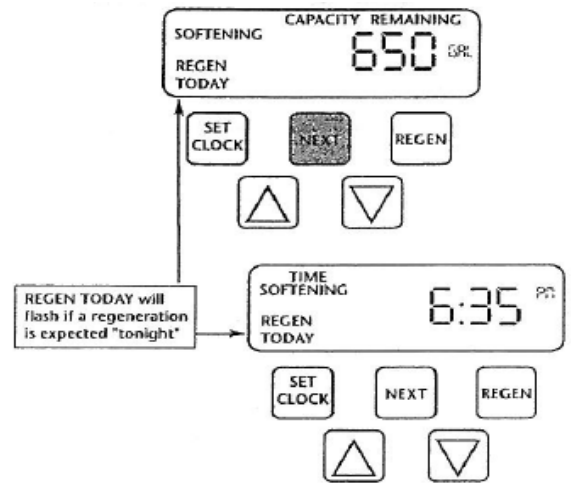 CAPACITY REMAINING
SOFTENING
650 GAL
REGEN
TODAY
SET
CLOCK
NEXT
REGEN
REGEN TODAY will
flash if a regeneration
is expected "tonight"
TIME
SOFTENING
6:35 PM
REGEN
TODAY
SET
CLOCK
NEXT
REGEN